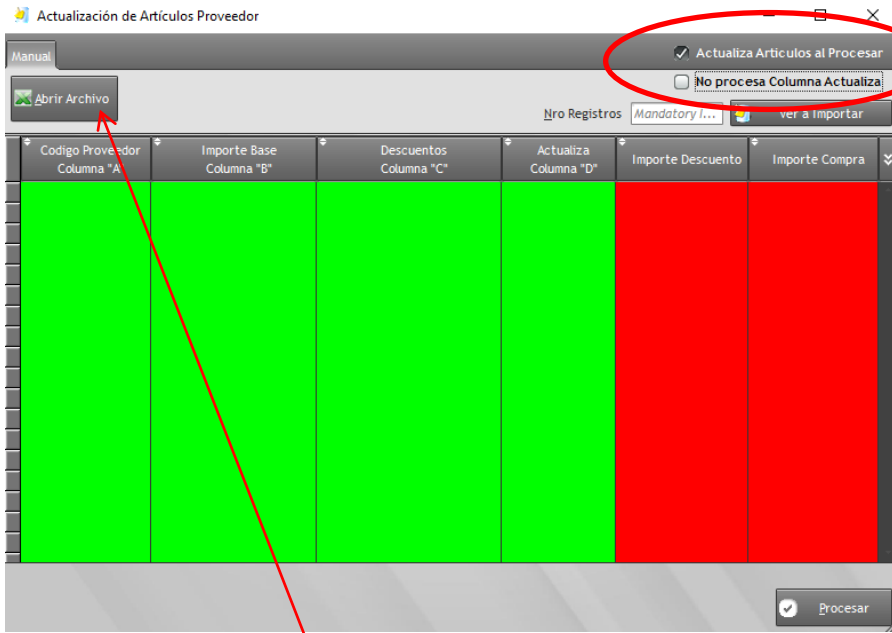 Actualización de Artículos Proveedor
Manual
Actualiza Articulos al Procesar
No procesa Columna Actualiza
Abrir Archivo
Nro Registros Mandatory I... Ver a Importar
Codigo Proveedor
Columna "A"
Importe Base
Columna "B"
Descuentos
Columna "C"
Actualiza
Columna "D"
Importe Descuento
Importe Compra
Procesar